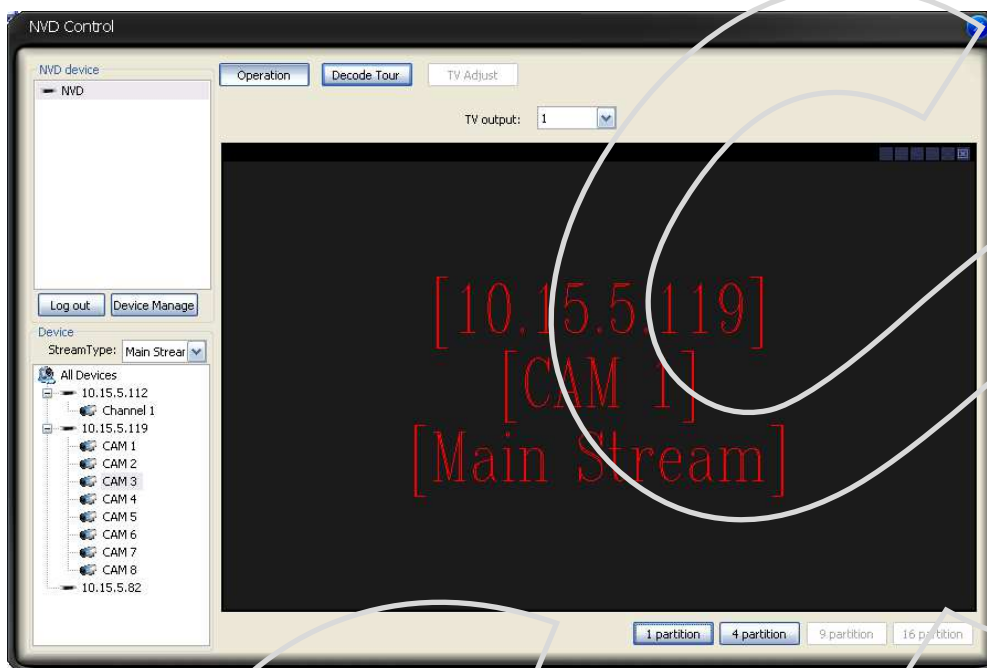 NVD Control
NVD device
NVD
Operation Decode Tour TV Adjust
TV output: 1
Log out Device Manage
Device
StreamType: Main Strear
All Devices
10.15.5.112
Channel 1
10.15.5.119
CAM 1
CAM 2
CAM 3
CAM 4
CAM 5
CAM 6
CAM 7
CAM 8
10.15.5.82
[10.15.5.119]
[CAM 1]
[Main Stream]
1 partition 4 partition 9 partition 16 partition